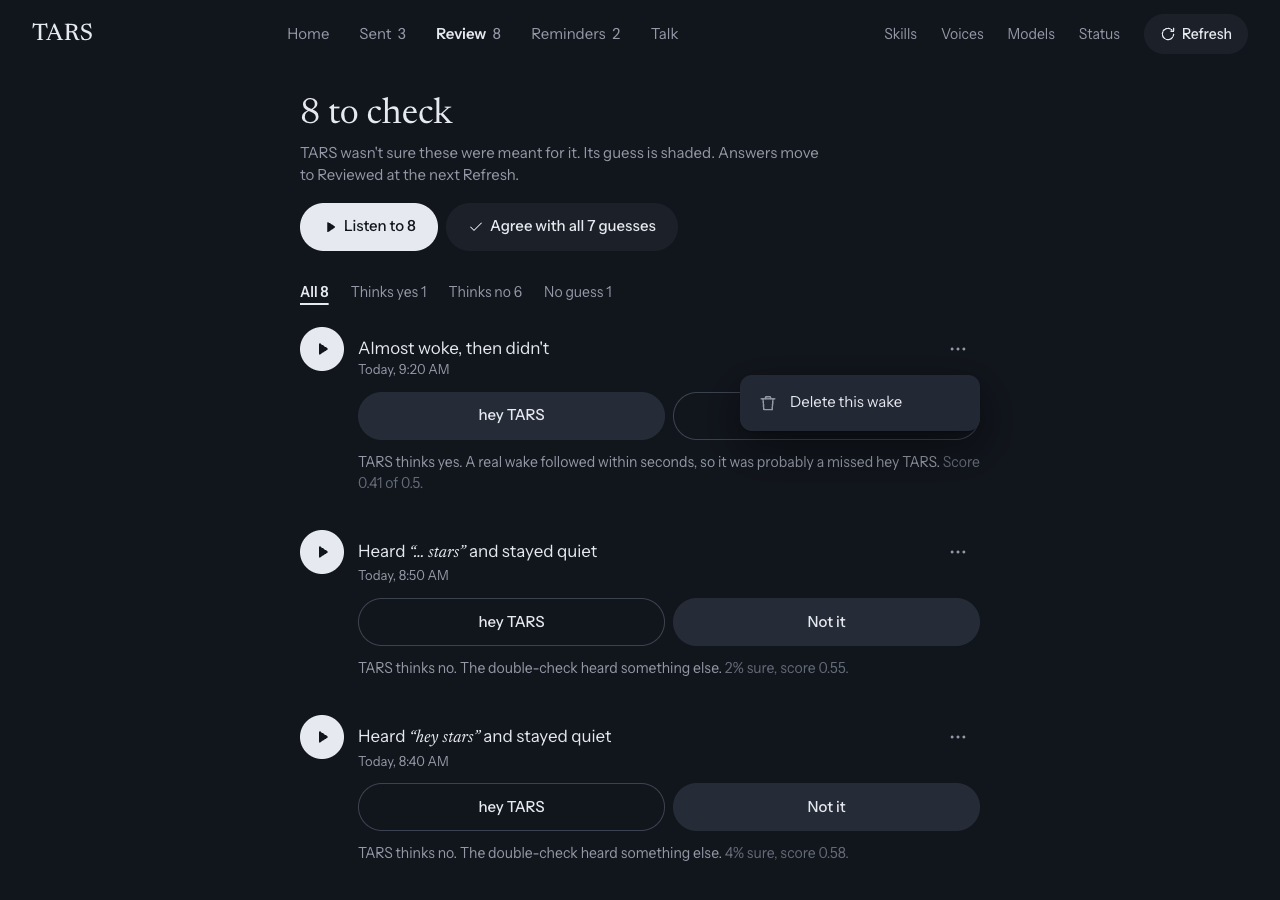 TARS
Home
Sent 3
Review 8
Reminders 2
Talk
Skills
Voices
Models
Status
Refresh
8 to check
TARS wasn't sure these were meant for it. Its guess is shaded. Answers move
to Reviewed at the next Refresh.
Listen to 8
Agree with all 7 guesses
All 8
Thinks yes 1
Thinks no 6
No guess 1
Almost woke, then didn't
Today, 9:20 AM
Delete this wake
hey TARS
TARS thinks yes. A real wake followed within seconds, so it was probably a missed hey TARS. Score
0.41 of 0.5.
Heard “... stars” and stayed quiet
Today, 8:50 AM
hey TARS
Not it
TARS thinks no. The double-check heard something else. 2% sure, score 0.55.
Heard “hey stars” and stayed quiet
Today, 8:40 AM
hey TARS
Not it
TARS thinks no. The double-check heard something else. 4% sure, score 0.58.